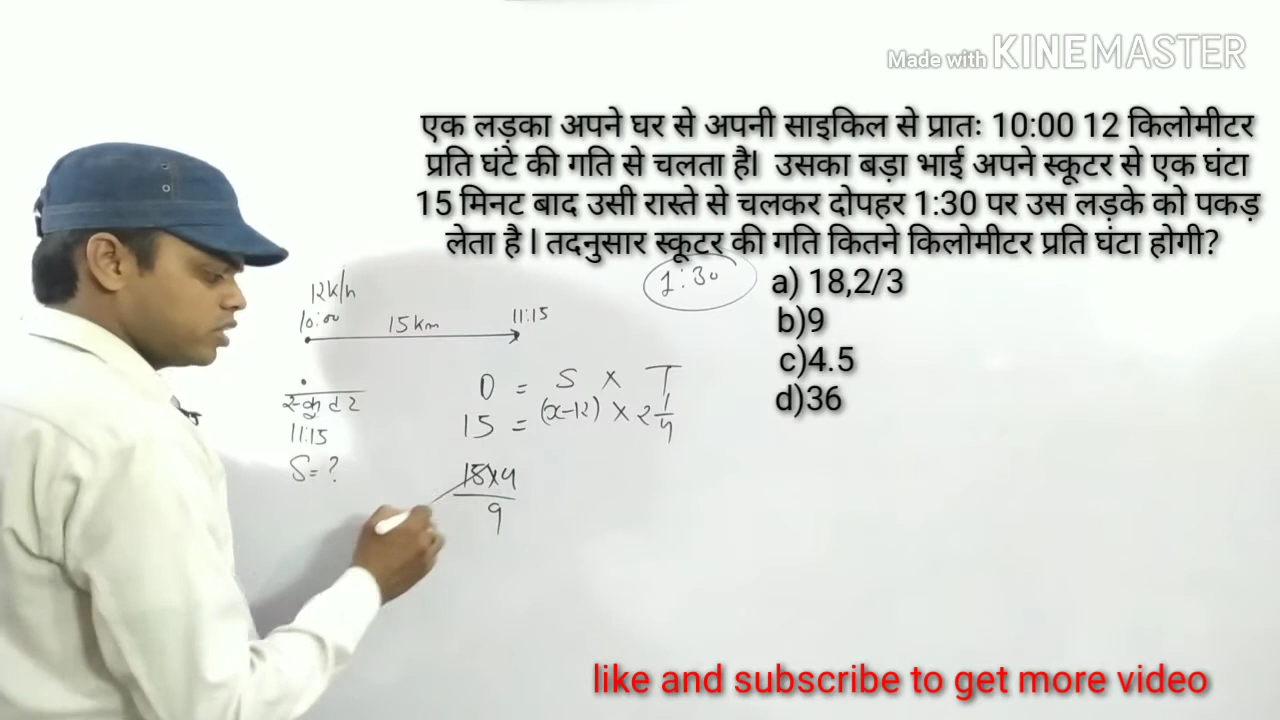 Made with KINEMASTER
एक लड़का अपने घर से अपनी साइकिल से प्रातः 10:00 12 किलोमीटर
प्रति घंटे की गति से चलता है। उसका बड़ा भाई अपने स्कूटर से एक घंटा
15 मिनट बाद उसी रास्ते से चलकर दोपहर 1:30 पर उस लड़के को पकड़
लेता है । तदनुसार स्कूटर की गति कितने किलोमीटर प्रति घंटा होगी?
a) 18,2/3
b)9
c)4.5
d)36
1:30
12k/h
10:00
15km
11:15
स्कूटर
11:15
S=?
D = S × T
15 = (x-12) × 2 1/4
15×4
9
like and subscribe to get more video